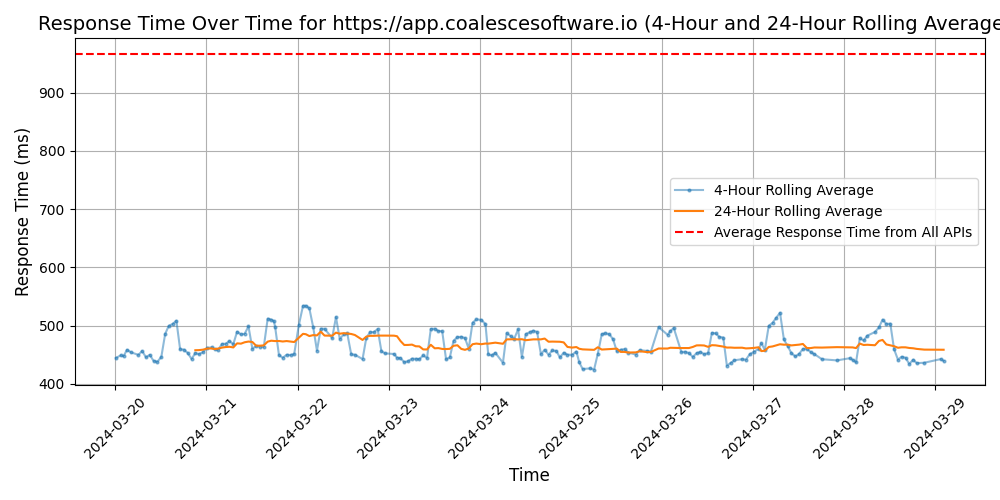 Response Time Over Time for https://app.coalescesoftware.io (4-Hour and 24-Hour Rolling Average
900
800
700
600
500
400
Response Time (ms)
4-Hour Rolling Average
24-Hour Rolling Average
Average Response Time from All APIs
2024-03-20
2024-03-21
2024-03-22
2024-03-23
2024-03-24
2024-03-25
2024-03-26
2024-03-27
2024-03-28
2024-03-29
Time